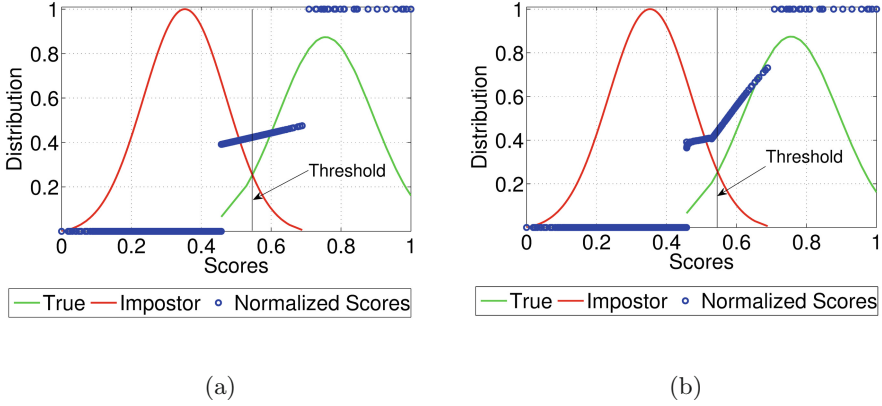 1
0.8
0.6
0.4
0.2
Distribution
Threshold
0 0.2 0.4 0.6 0.8 1
Scores
True Impostor Normalized Scores
(a)
1
0.8
0.6
0.4
0.2
Distribution
Threshold
0 0.2 0.4 0.6 0.8 1
Scores
True Impostor Normalized Scores
(b)